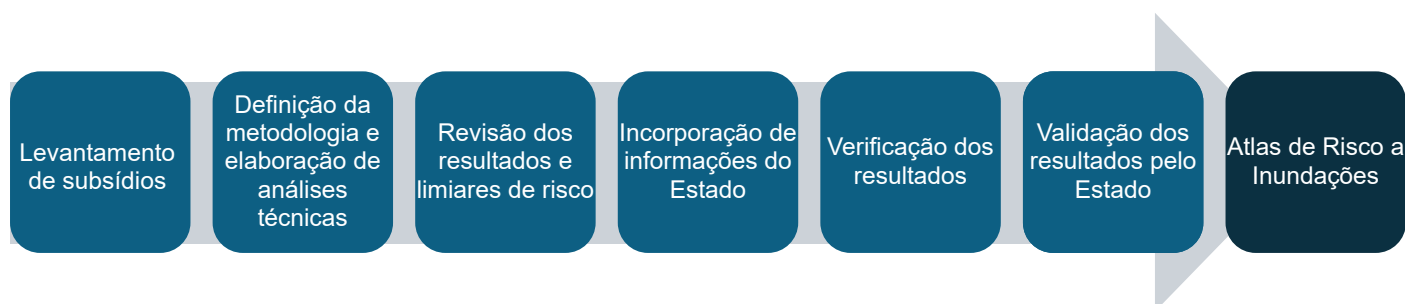 Levantamento
de subsídios
Definição da
metodologia e
elaboração de
análises
técnicas
Revisão dos
resultados e
limiares de risco
Incorporação de
informações do
Estado
Verificação dos
resultados
Validação dos
resultados pelo
Estado
Atlas de Risco a
Inundações